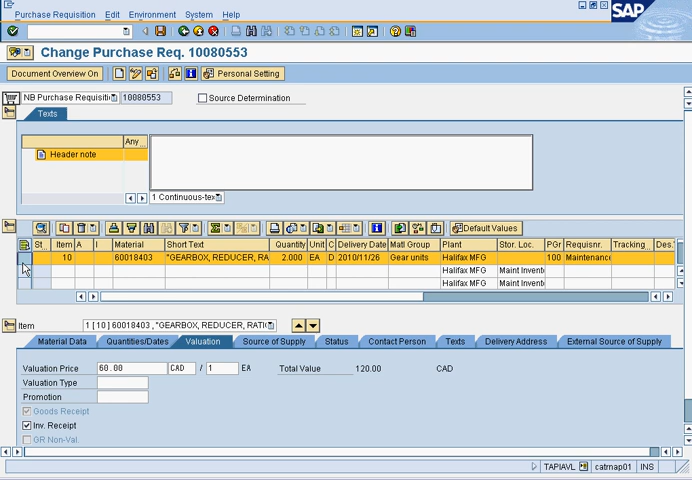 Purchase Requisition Edit Environment System Help
SAP
Change Purchase Req. 10080553
Document Overview On Personal Setting
NB Purchase Requisiti 10080553 Source Determination
Texts
Any...
Header note
1 Continuous-tex
Default Values
St... Item A I Material Short Text Quantity Unit C Delivery Date Matl Group Plant Stor. Loc. PGr Requisnr. Tracking... Des.
10 60018403 "GEARBOX, REDUCER, RA 2.000 EA D 2010/11/26 Gear units Halifax MFG 100 Maintenanc
Halifax MFG Maint Invent
Halifax MFG Maint Invent
Item 1 [ 10 ] 60018403 , "GEARBOX, REDUCER, RATI
Material Data Quantities/Dates Valuation Source of Supply Status Contact Person Texts Delivery Address External Source of Supply
Valuation Price 60.00 CAD / 1 EA Total Value 120.00 CAD
Valuation Type
Promotion
Goods Receipt
Inv. Receipt
GR Non-Val.
TAPIAVL catmap01 INS